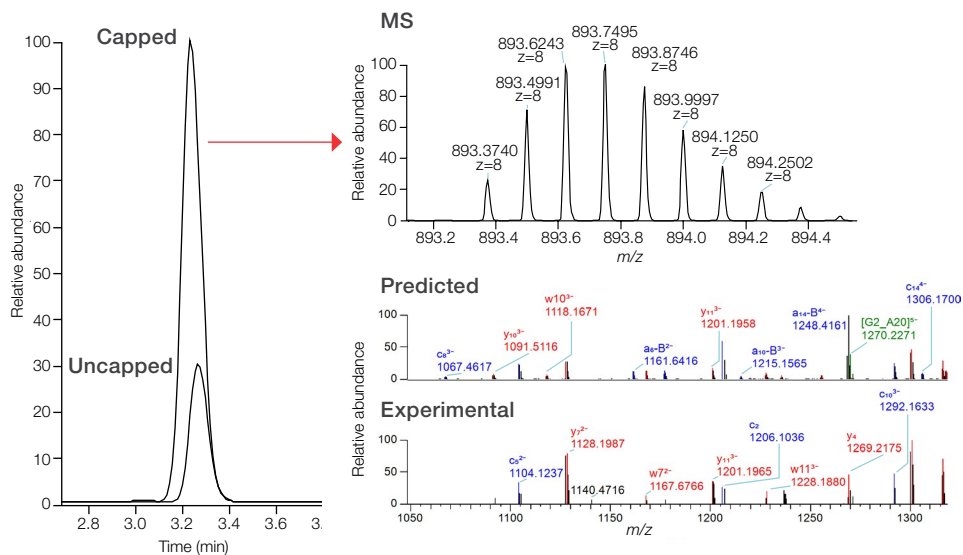 Capped
Uncapped
Relative abundance
100
90
80
70
60
50
40
30
20
10
0
2.8
3.0
3.2
3.4
3.6
3.
Time (min)
MS
Relative abundance
100
80
60
40
20
0
893.3740
z=8
893.4991
z=8
893.6243
z=8
893.7495
z=8
893.8746
z=8
893.9997
z=8
894.1250
z=8
894.2502
z=8
893.2
893.4
893.6
893.8
894.0
894.2
894.4
m/z
Predicted
Relative abundance
100
50
0
c₈³⁻
1067.4617
y₁₀³⁻
1091.5116
w10³⁻
1118.1671
a₈-B²⁻
1161.6416
y₁₁³⁻
1201.1958
a₁₀-B³⁻
1215.1565
a₁₄-B⁴⁻
1248.4161
[G2_A20]⁵⁻
1270.2271
c₁₄⁴⁻
1306.1700
Experimental
100
50
0
c₅²⁻
1104.1237
y₇²⁻
1128.1987
1140.4716
w7²⁻
1167.6766
y₁₁³⁻
1201.1965
c₂
1206.1036
w11³⁻
1228.1880
y₄
1269.2175
c₁₀³⁻
1292.1633
1050
1100
1150
1200
1250
1300
m/z